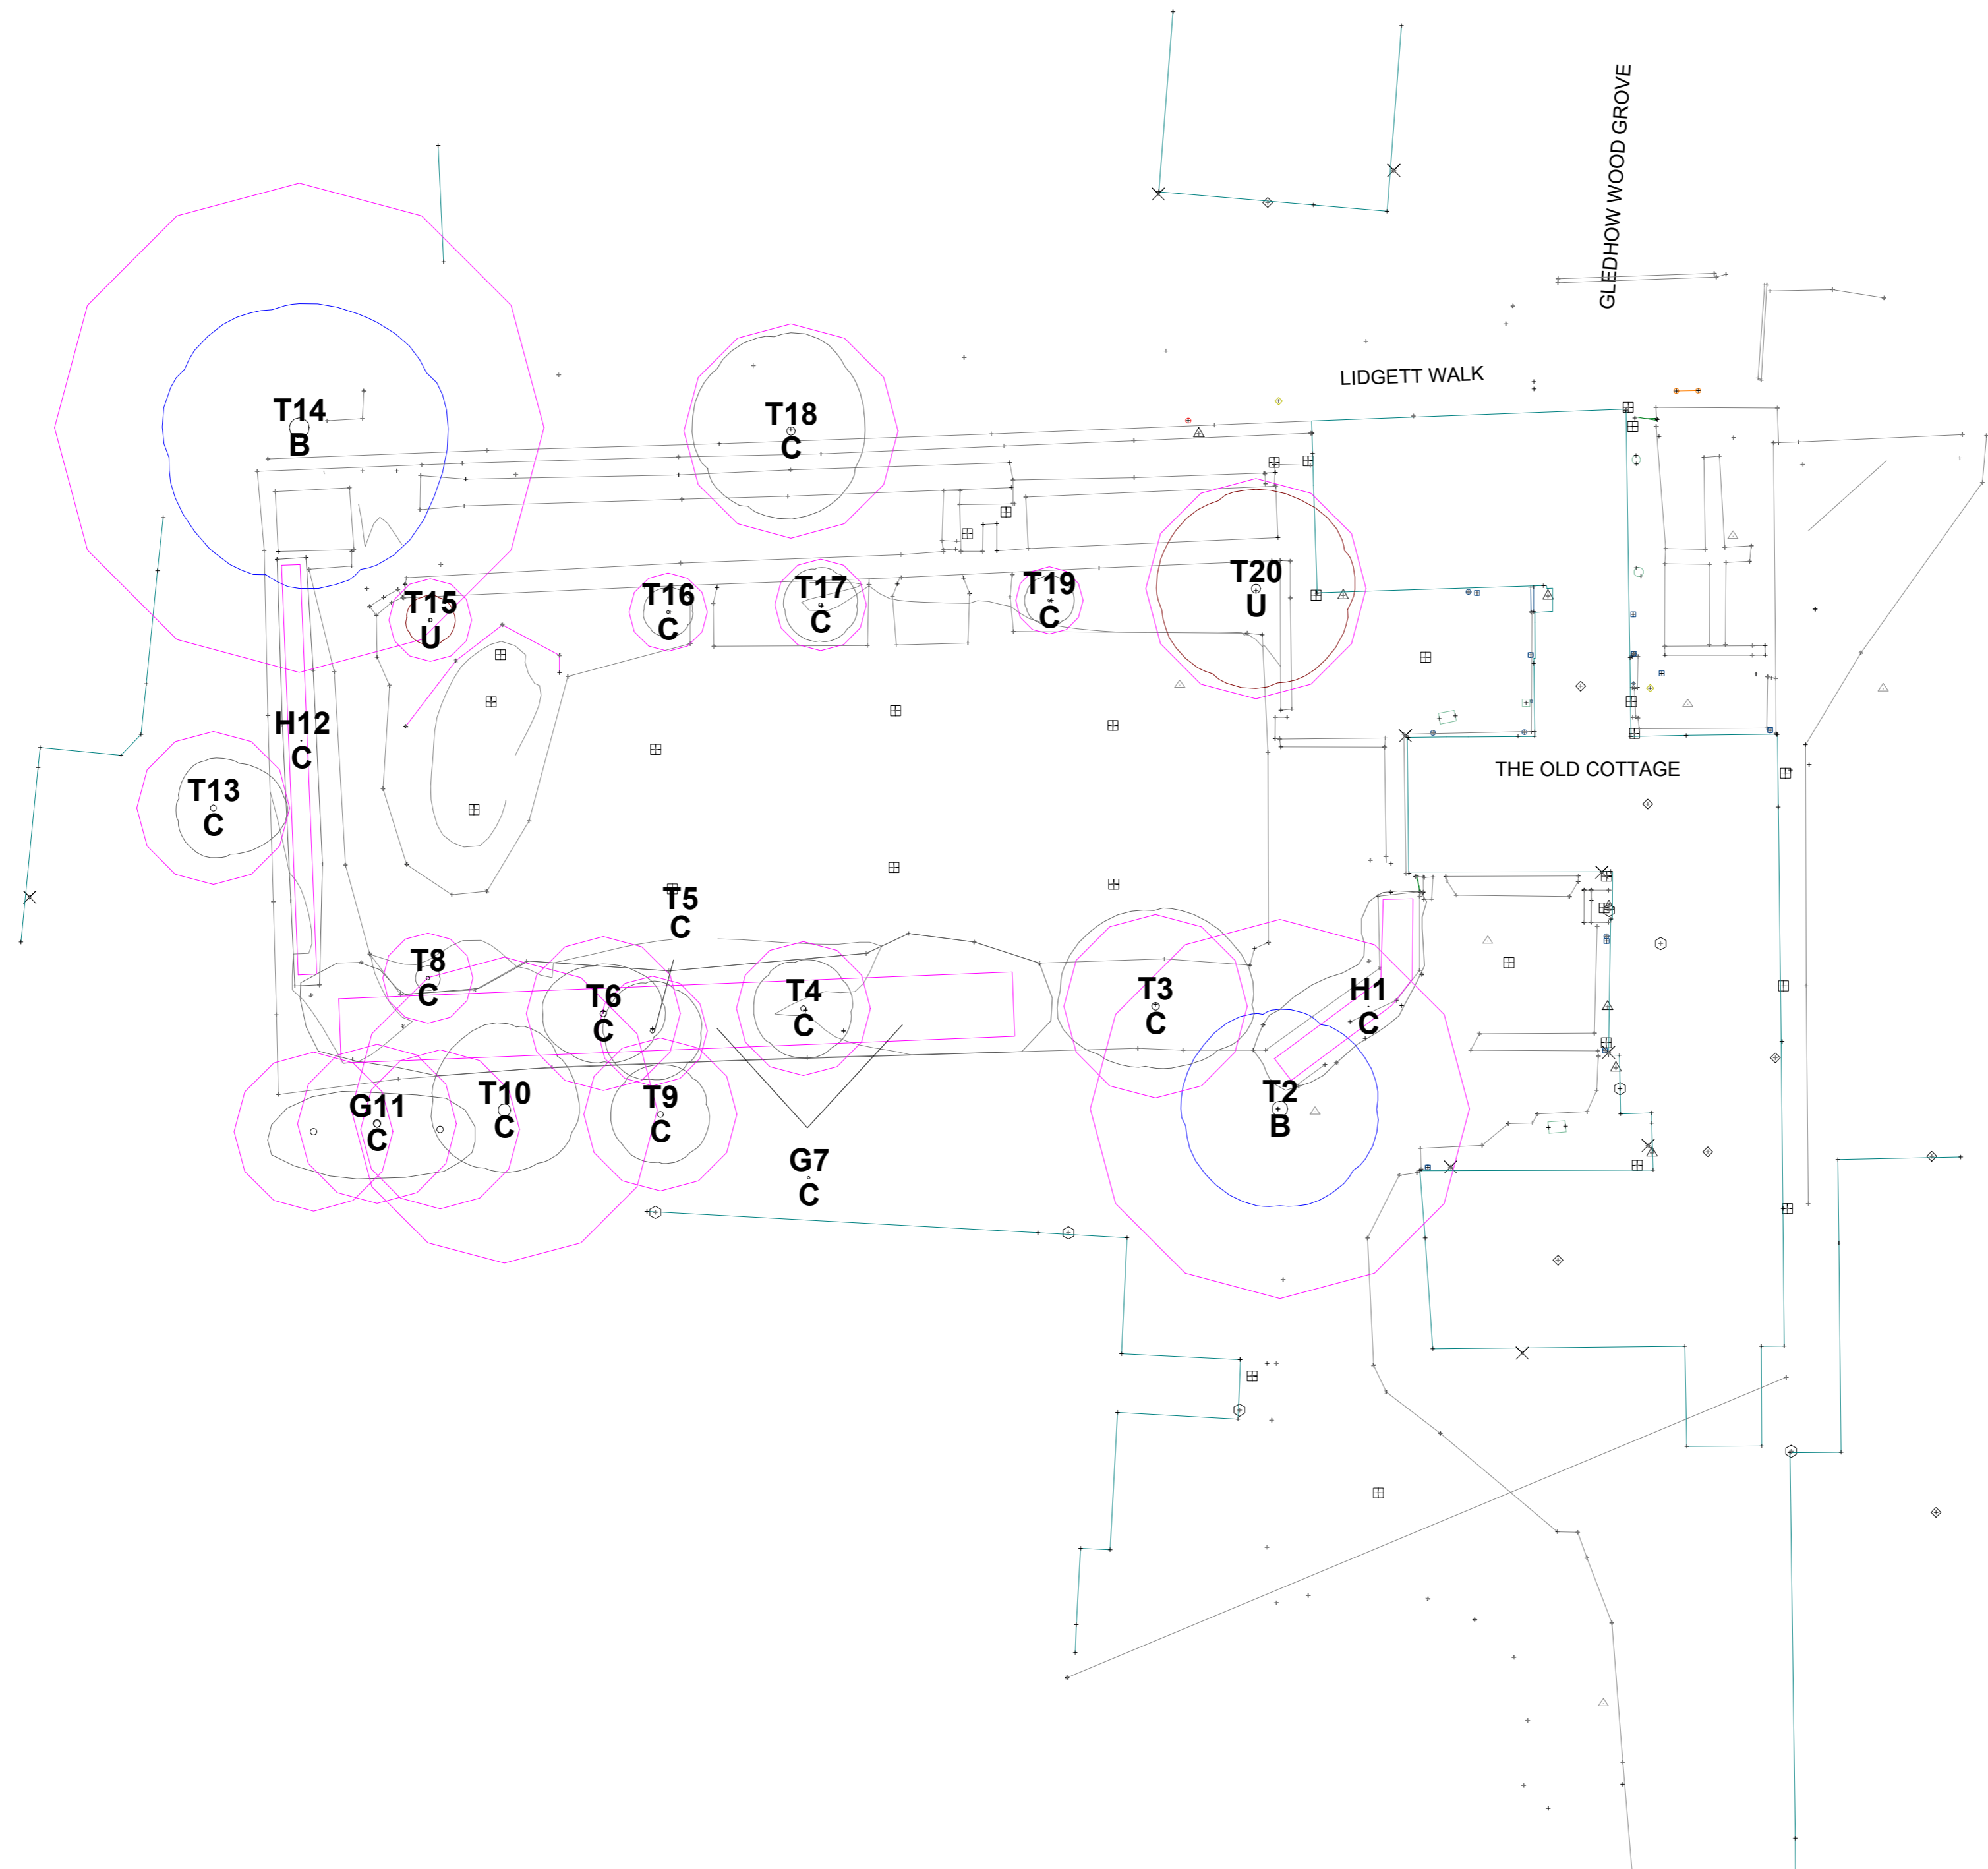 GLEDHOW WOOD GROVE
LIDGETT WALK
T14
B
T18
C
T15
U
T16
C
T17
C
T19
C
T20
U
H12
C
T13
C
THE OLD COTTAGE
T5
C
T8
C
T6
C
T4
C
T3
C
H1
C
G11
C
T10
C
T9
C
T2
B
G7
C